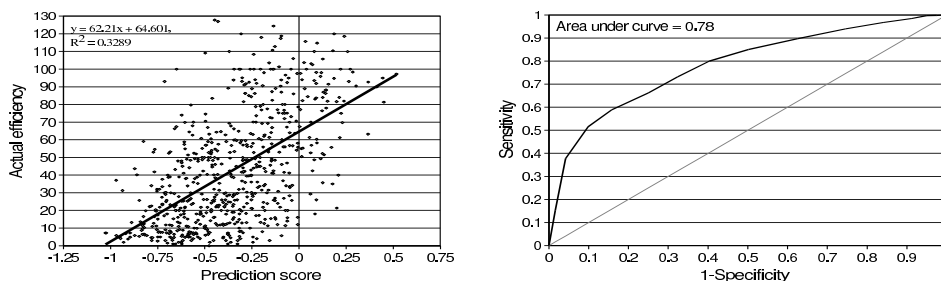 y = 62.21x + 64.601,
R² = 0.3289
130
120
110
100
90
80
70
60
50
40
30
20
10
0
-1.25 -1 -0.75 -0.5 -0.25 0 0.25 0.5 0.75
Actual efficiency
Prediction score
Area under curve = 0.78
1
0.9
0.8
0.7
0.6
0.5
0.4
0.3
0.2
0.1
0
0 0.1 0.2 0.3 0.4 0.5 0.6 0.7 0.8 0.9
Sensitivity
1-Specificity